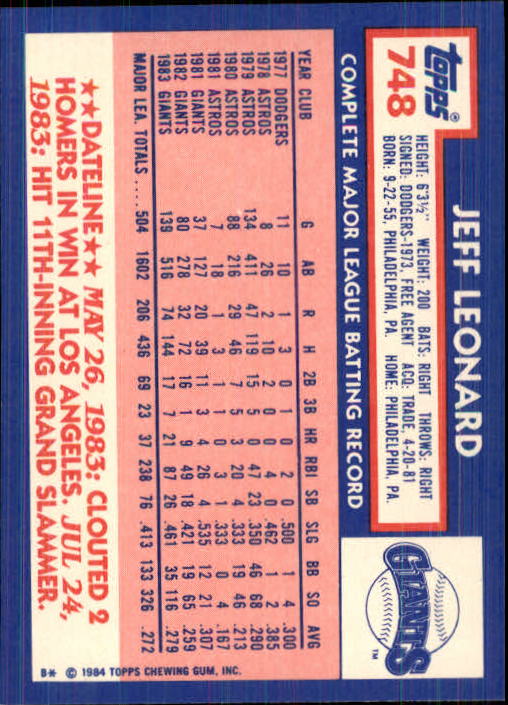 Topps®
748
JEFF LEONARD
HEIGHT: 6'3½" WEIGHT: 200 BATS: RIGHT THROWS: RIGHT
SIGNED: DODGERS-1973, FREE AGENT ACQ: TRADE, 4-20-81
BORN: 9-22-55, PHILADELPHIA, PA. HOME: PHILADELPHIA, PA.
GIANTS
TM
COMPLETE MAJOR LEAGUE BATTING RECORD
YEAR CLUB G AB R H 2B 3B HR RBI SB SLG BB SO AVG
1977 DODGERS 11 10 1 3 0 1 0 2 0 .500 1 4 .300
1978 ASTROS 8 26 2 10 2 0 0 4 0 .462 1 2 .385
1979 ASTROS 134 411 47 119 15 5 0 47 23 .350 46 68 .290
1980 ASTROS 88 216 29 46 7 5 3 20 4 .333 19 46 .213
1981 ASTROS 7 18 1 3 1 1 0 3 1 .333 0 4 .167
1981 GIANTS 37 127 20 39 11 3 4 26 4 .535 12 21 .307
1982 GIANTS 80 278 32 72 16 1 9 49 18 .421 19 65 .259
1983 GIANTS 139 516 74 144 17 7 21 87 26 .461 35 116 .279
MAJOR LEA. TOTALS ..... 504 1602 206 436 69 23 37 238 76 .413 133 326 .272
★★DATELINE★★ MAY 26, 1983: CLOUTED 2
HOMERS IN WIN AT LOS ANGELES. JUL 24,
1983: HIT 11TH-INNING GRAND SLAMMER.
B* © 1984 TOPPS CHEWING GUM, INC.